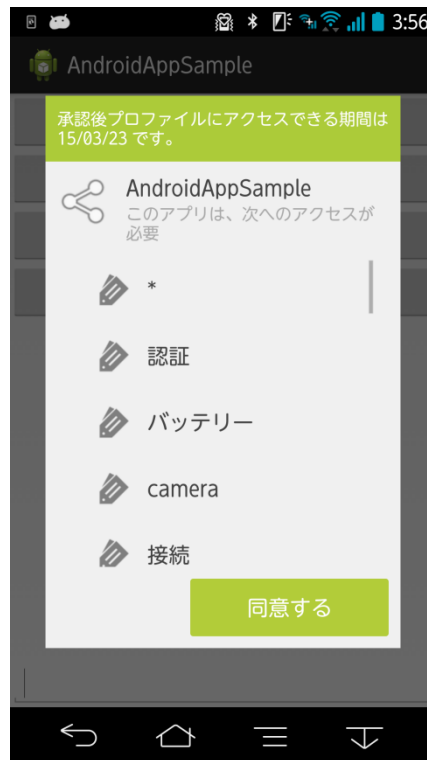 3:56
AndroidAppSample
承認後プロファイルにアクセスできる期間は
15/03/23 です。
AndroidAppSample
このアプリは、次へのアクセスが
必要
*
認証
バッテリー
camera
接続
同意する